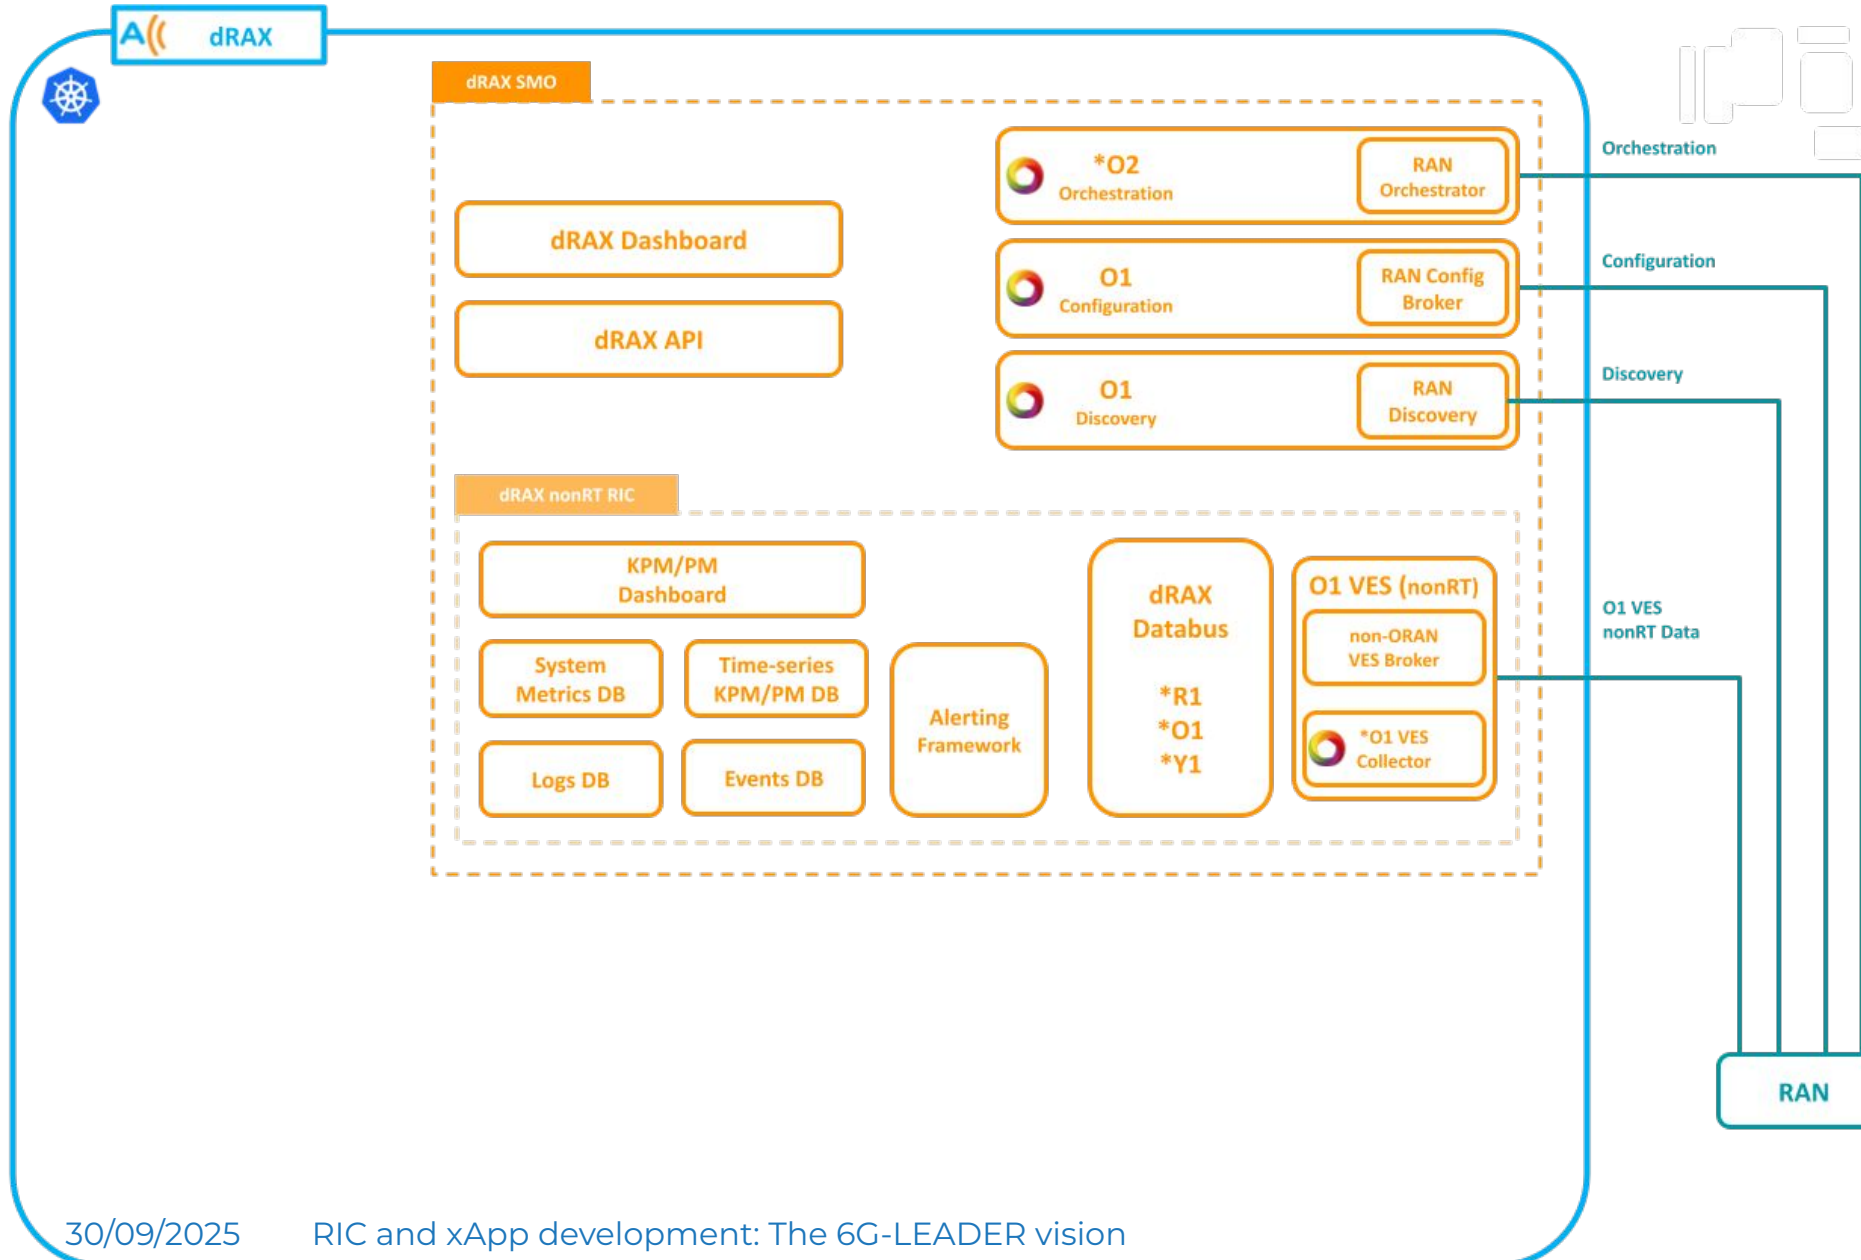 dRAX
dRAX SMO
*O2
Orchestration
RAN
Orchestrator
Orchestration
dRAX Dashboard
O1
Configuration
RAN Config
Broker
Configuration
dRAX API
O1
Discovery
RAN
Discovery
Discovery
dRAX nonRT RIC
KPM/PM
Dashboard
System
Metrics DB
Time-series
KPM/PM DB
Logs DB
Events DB
Alerting
Framework
dRAX
Databus
*R1
*O1
*Y1
O1 VES (nonRT)
non-ORAN
VES Broker
*O1 VES
Collector
O1 VES
nonRT Data
RAN
30/09/2025
RIC and xApp development: The 6G-LEADER vision